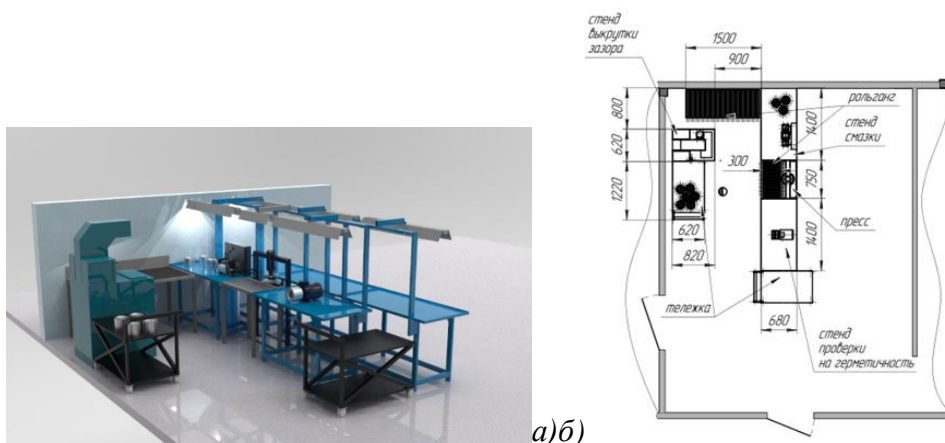 стенд
выкрутки
зазора
1500
900
рольганг
стенд
смазки
800
620
1220
1400
750
1400
300
пресс
620
820
тележка
680
стенд
проверки
на герметичность
а)б)